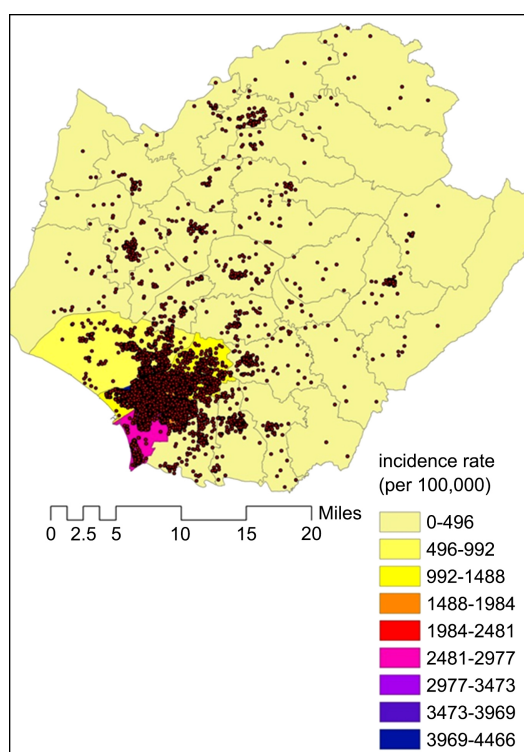 incidence rate
(per 100,000)
Miles
0 2.5 5 10 15 20
0-496
496-992
992-1488
1488-1984
1984-2481
2481-2977
2977-3473
3473-3969
3969-4466